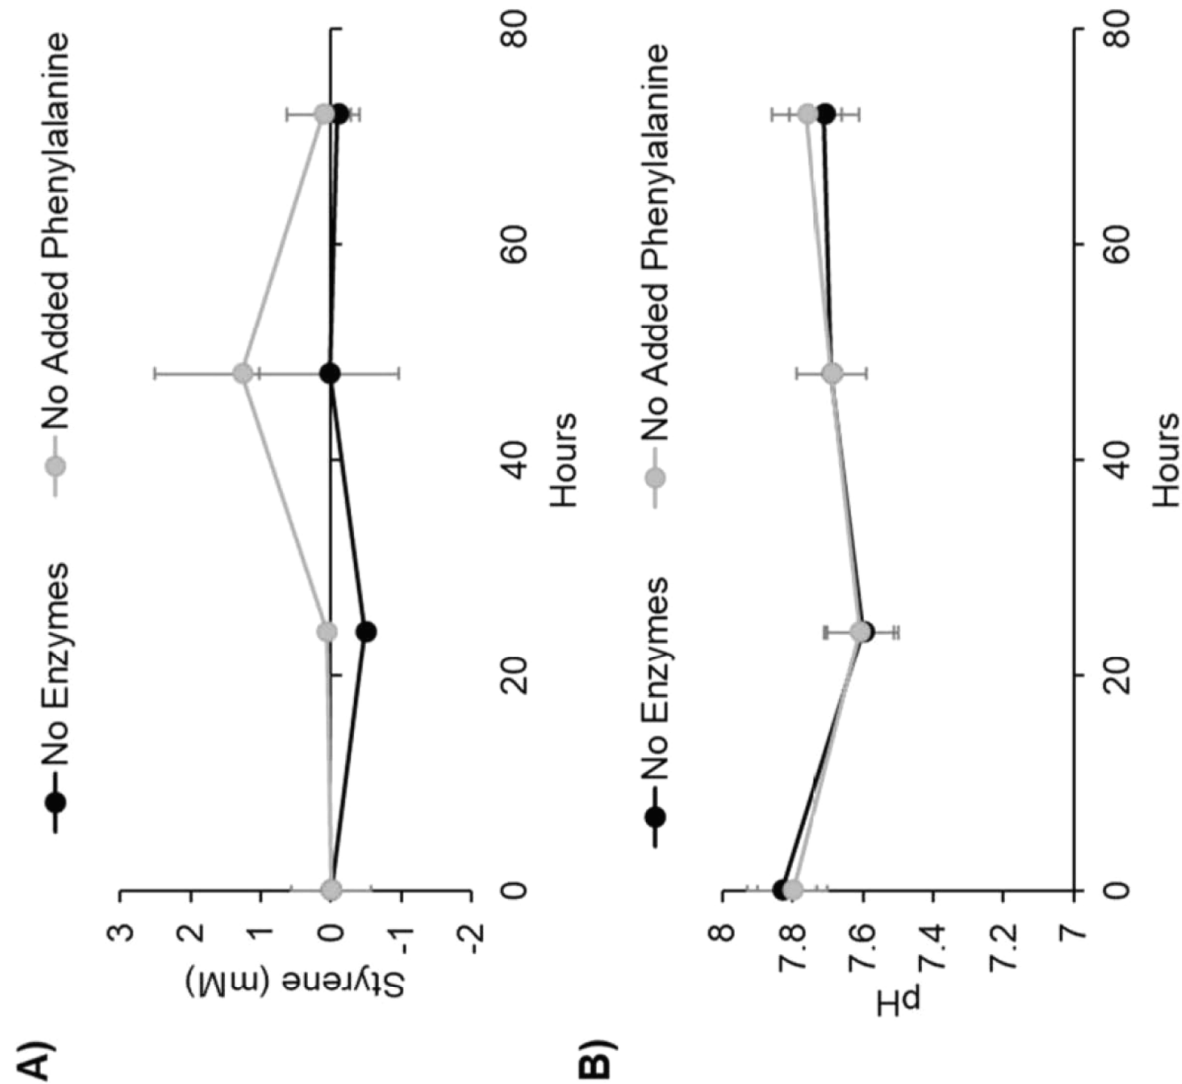 A)
No Enzymes
No Added Phenylalanine
Styrene (mM)
3
2
1
0
-1
-2
0
20
40
60
80
Hours
B)
No Enzymes
No Added Phenylalanine
pH
8
7.8
7.6
7.4
7.2
7
0
20
40
60
80
Hours